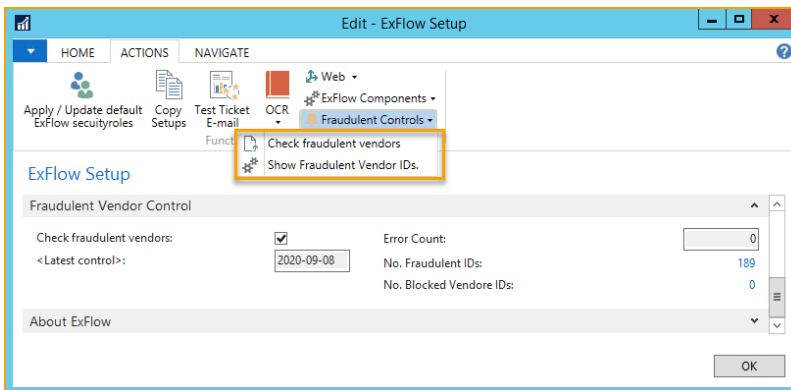 Edit - ExFlow Setup
HOME ACTIONS NAVIGATE
Apply / Update default
ExFlow secuityroles
Copy
Setups
Test Ticket
E-mail
OCR
Web
ExFlow Components
Fraudulent Controls
Funct
Check fraudulent vendors
Show Fraudulent Vendor IDs.
ExFlow Setup
Fraudulent Vendor Control
Check fraudulent vendors:
<Latest control>: 2020-09-08
Error Count: 0
No. Fraudulent IDs: 189
No. Blocked Vendore IDs: 0
About ExFlow
OK